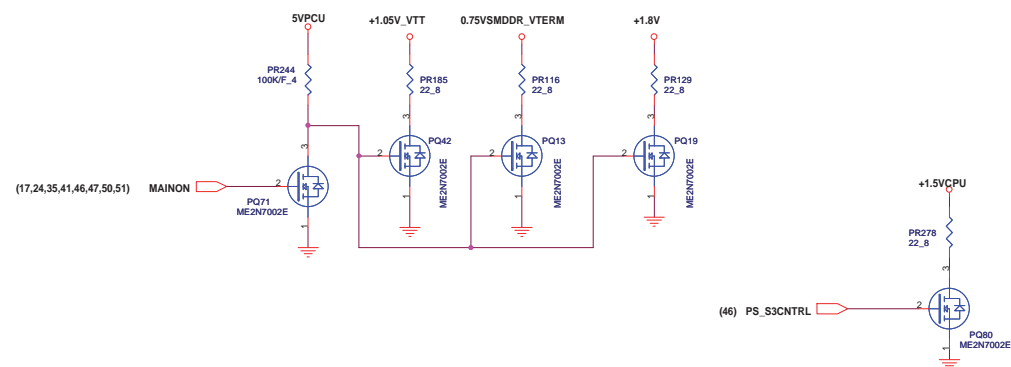 5VPCU
+1.05V_VTT
0.75VSMDDR_VTERM
+1.8V
PR244
100K/F_4
PR185
22_8
PR116
22_8
PR129
22_8
3
3
3
3
2
PQ42
2
PQ13
2
PQ19
ME2N7002E
ME2N7002E
ME2N7002E
1
1
1
(17,24,35,41,46,47,50,51) MAINON
2
PQ71
ME2N7002E
1
+1.5VCPU
PR278
22_8
3
(46) PS_S3CNTRL
2
PQ80
ME2N7002E
1